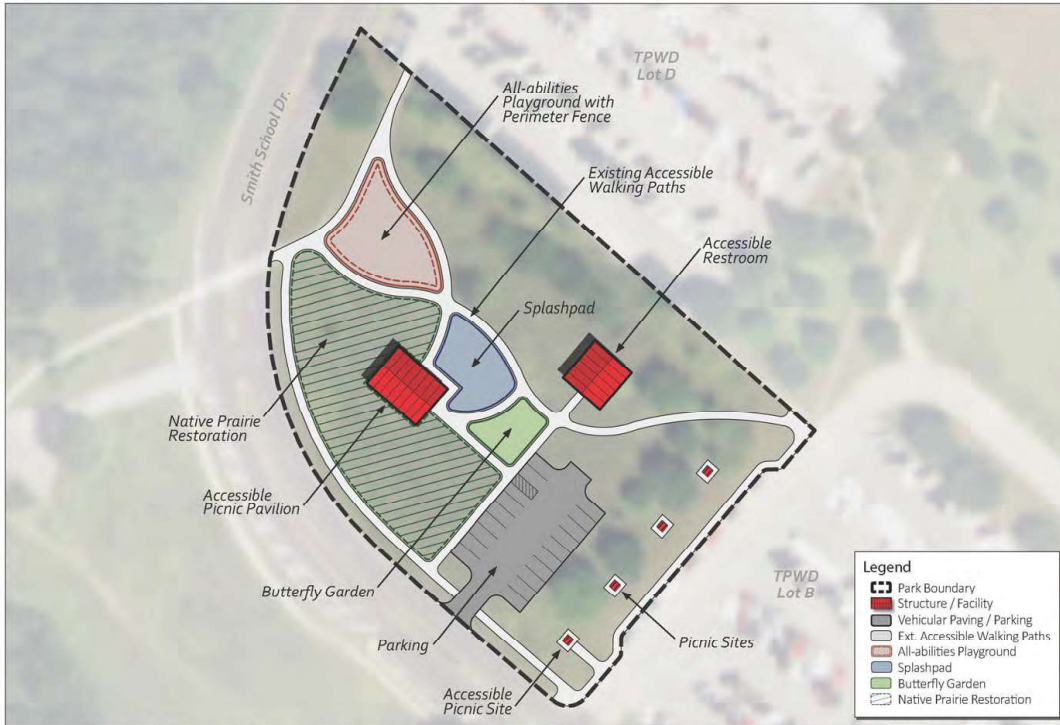 TPWD
Lot D
Smith School Dr.
All-abilities
Playground with
Perimeter Fence
Existing Accessible
Walking Paths
Accessible
Restroom
Splashpad
Native Prairie
Restoration
Accessible
Picnic Pavilion
Butterfly Garden
Parking
Accessible
Picnic Site
Picnic Sites
TPWD
Lot B
Legend
Park Boundary
Structure / Facility
Vehicular Paving / Parking
Ext. Accessible Walking Paths
All-abilities Playground
Splashpad
Butterfly Garden
Native Prairie Restoration